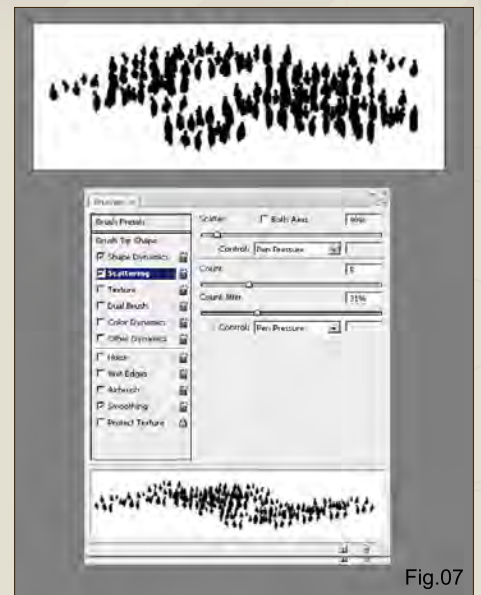 Brushes ×
Brush Presets
Brush Tip Shape
Shape Dynamics
Scattering
Texture
Dual Brush
Color Dynamics
Other Dynamics
Noise
Wet Edges
Airbrush
Smoothing
Protect Texture
Scatter Both Axes
Control: Pen Pressure
Count
Count Jitter 31%
Control: Pen Pressure
Fig.07